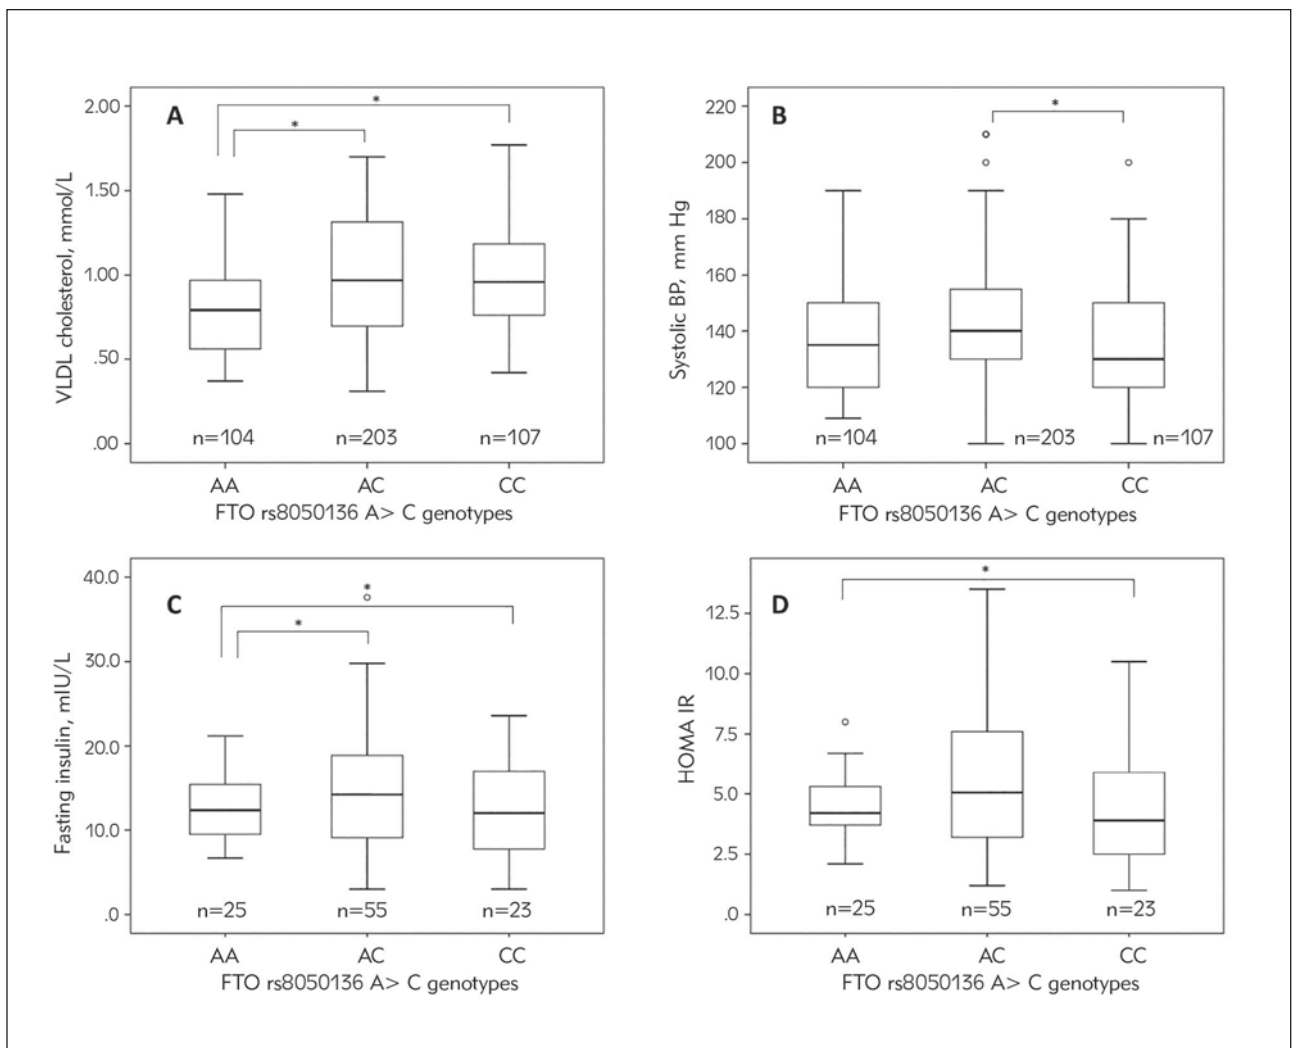 A
*
*
2.00
1.50
1.00
.50
.00
VLDL cholesterol, mmol/L
n=104
n=203
n=107
AA
AC
CC
FTO rs8050136 A> C genotypes
B
*
220
200
180
160
140
120
100
Systolic BP, mm Hg
n=104
n=203
n=107
AA
AC
CC
FTO rs8050136 A> C genotypes
C
*
*
40.0
30.0
20.0
10.0
.0
Fasting insulin, mIU/L
n=25
n=55
n=23
AA
AC
CC
FTO rs8050136 A> C genotypes
D
*
12.5
10.0
7.5
5.0
2.5
.0
HOMA IR
n=25
n=55
n=23
AA
AC
CC
FTO rs8050136 A> C genotypes